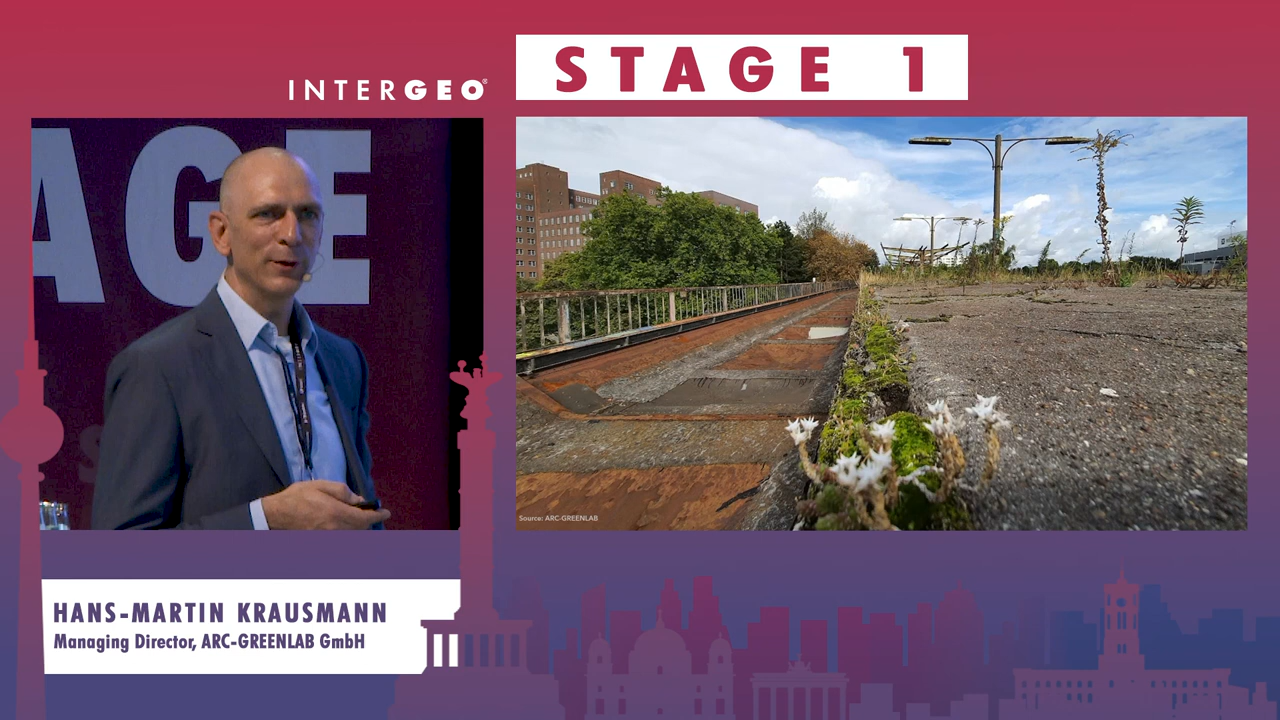 STAGE 1
INTERGEO®
AGE
Source: ARC-GREENLAB
HANS-MARTIN KRAUSMANN
Managing Director, ARC-GREENLAB GmbH